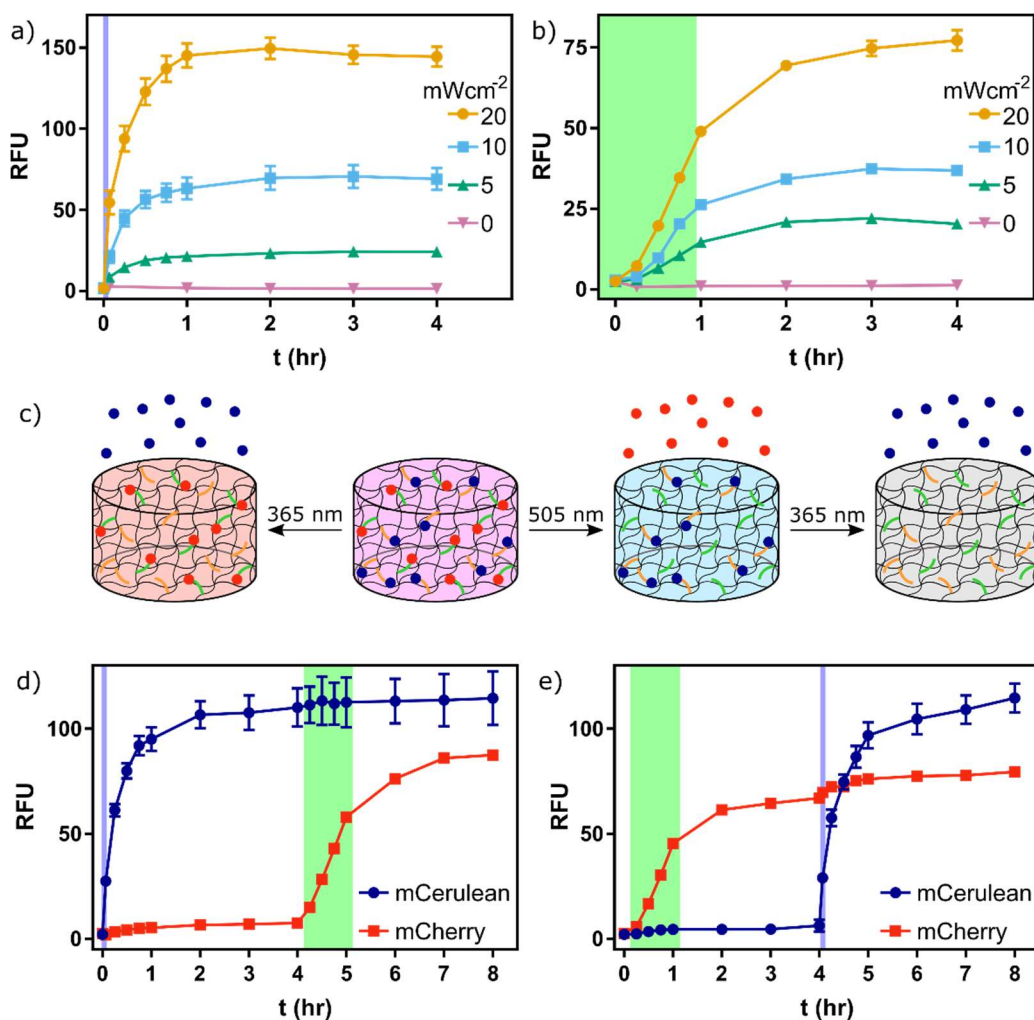 a)
150
100
50
0
RFU
0 1 2 3 4
t (hr)
mWcm-2
20
10
5
0
b)
75
50
25
0
RFU
0 1 2 3 4
t (hr)
mWcm-2
20
10
5
0
c)
365 nm
505 nm
365 nm
d)
100
50
0
RFU
0 1 2 3 4 5 6 7 8
t (hr)
mCerulean
mCherry
e)
100
50
0
RFU
0 1 2 3 4 5 6 7 8
t (hr)
mCerulean
mCherry